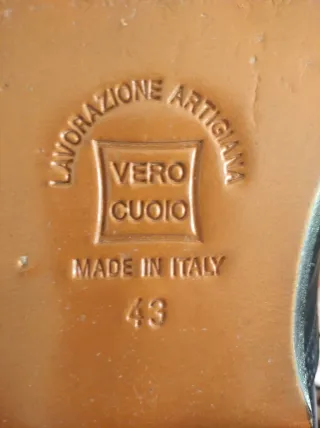 LAVORAZIONE ARTIGIANA
VERO
CUOIO
MADE IN ITALY
43